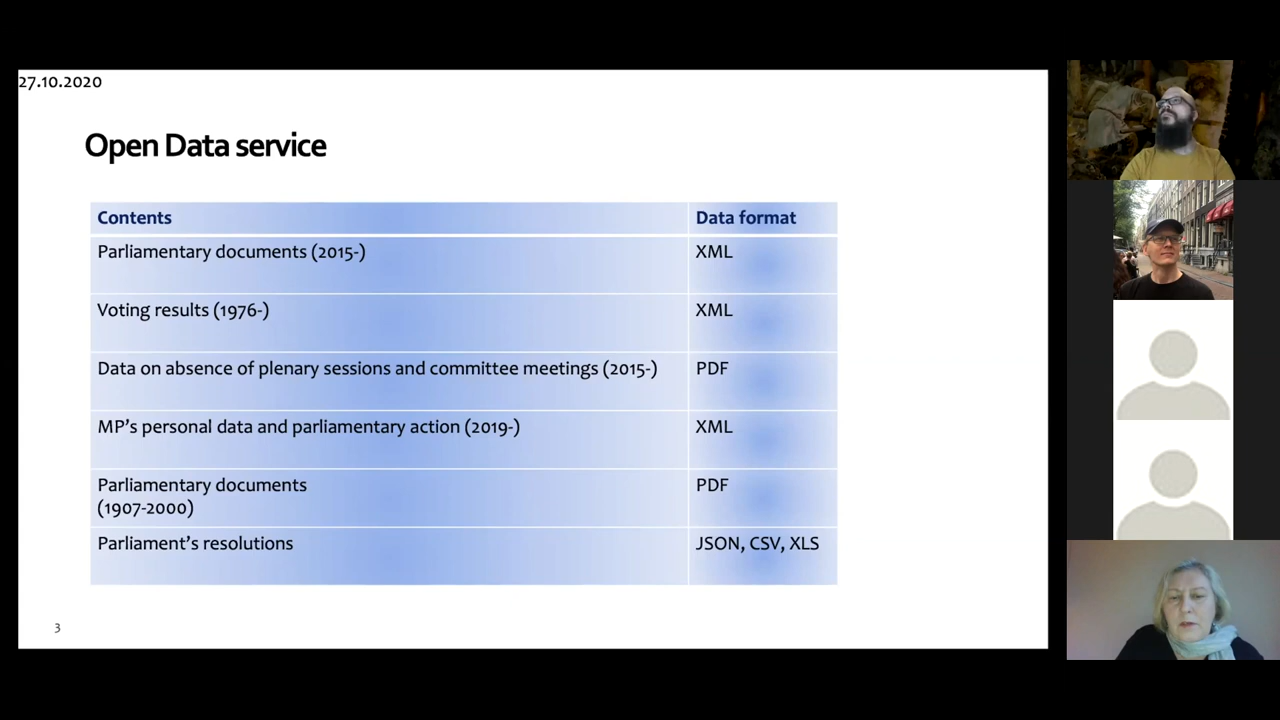 27.10.2020
Open Data service
Contents Data format
Parliamentary documents (2015-) XML
Voting results (1976-) XML
Data on absence of plenary sessions and committee meetings (2015-) PDF
MP's personal data and parliamentary action (2019-) XML
Parliamentary documents PDF
(1907-2000)
Parliament's resolutions JSON, CSV, XLS
3